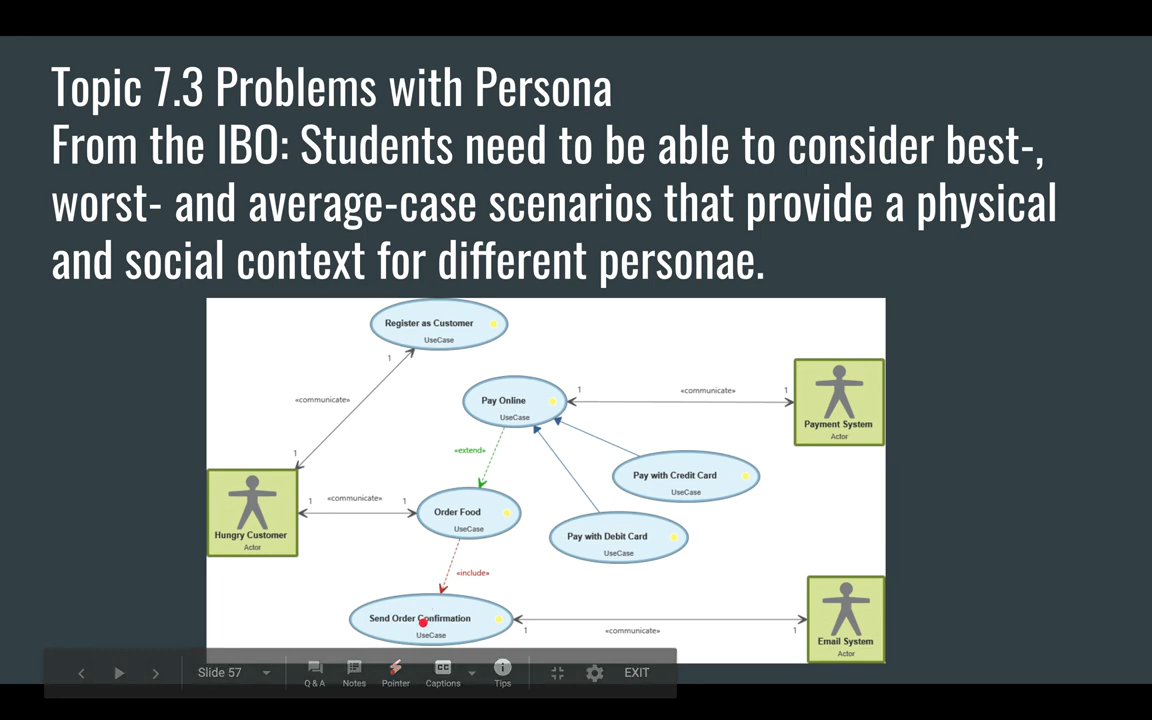 Topic 7.3 Problems with Persona
From the IBO: Students need to be able to consider best-,
worst- and average-case scenarios that provide a physical
and social context for different personae.
Register as Customer
UseCase
1
«communicate»
1
Pay Online
UseCase
1
«communicate»
1
Payment System
Actor
«extend»
Pay with Credit Card
UseCase
Hungry Customer
Actor
1
«communicate»
1
Order Food
UseCase
Pay with Debit Card
UseCase
«include»
Send Order Confirmation
UseCase
1
«communicate»
1
Email System
Actor
Slide 57
Q & A
Notes
Pointer
CC
Captions
Tips
EXIT